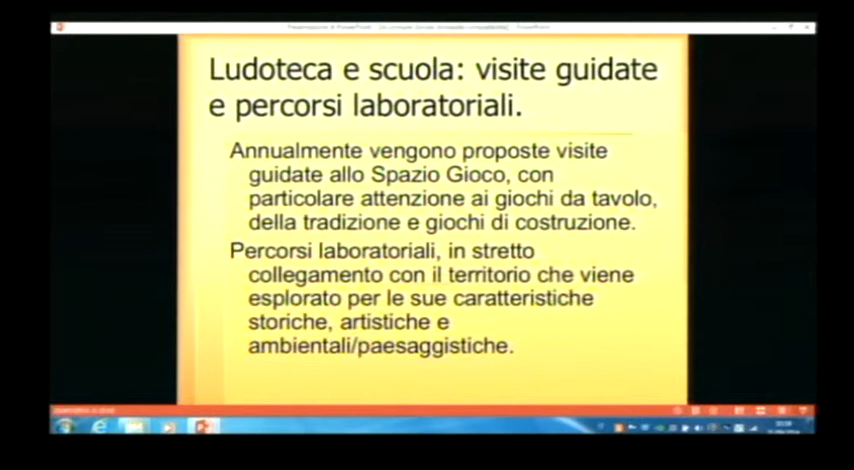 Ludoteca e scuola: visite guidate
e percorsi laboratoriali.
Annualmente vengono proposte visite
guidate allo Spazio Gioco, con
particolare attenzione ai giochi da tavolo,
della tradizione e giochi di costruzione.
Percorsi laboratoriali, in stretto
collegamento con il territorio che viene
esplorato per le sue caratteristiche
storiche, artistiche e
ambientali/paesaggistiche.